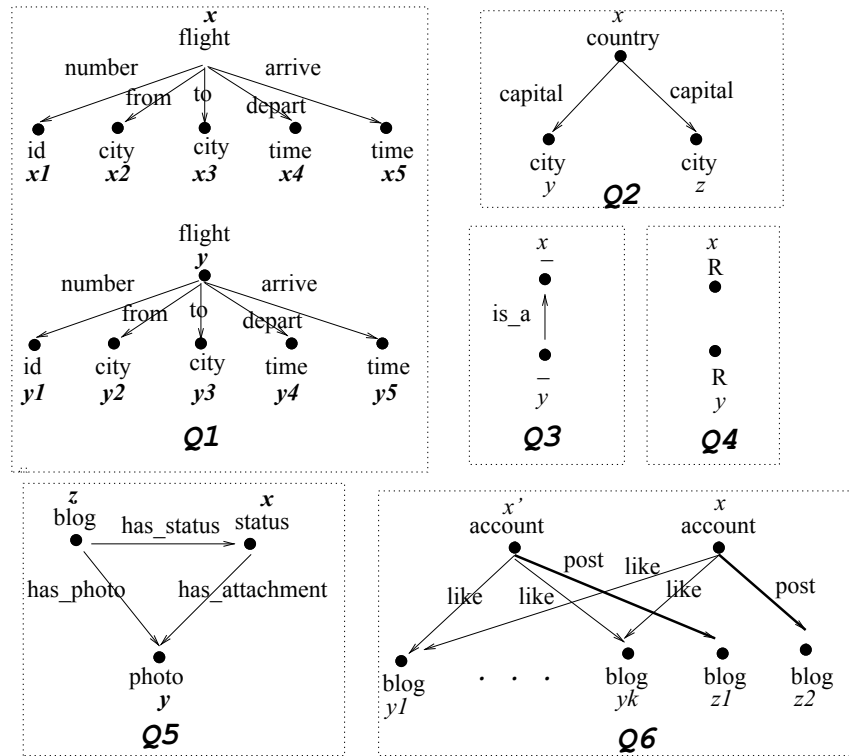 x
flight
number
arrive
from
to
depart
id
city
city
time
time
x1
x2
x3
x4
x5
flight
y
number
arrive
from
to
depart
id
city
city
time
time
y1
y2
y3
y4
y5
Q1
x
country
capital
capital
city
city
y
z
Q2
x
_
is_a
_
y
Q3
x
R
R
y
Q4
z
blog
x
status
has_status
has_photo
has_attachment
photo
y
Q5
x'
account
x
account
post
like
post
like
like
like
blog
. . .
blog
blog
blog
y1
yk
z1
z2
Q6